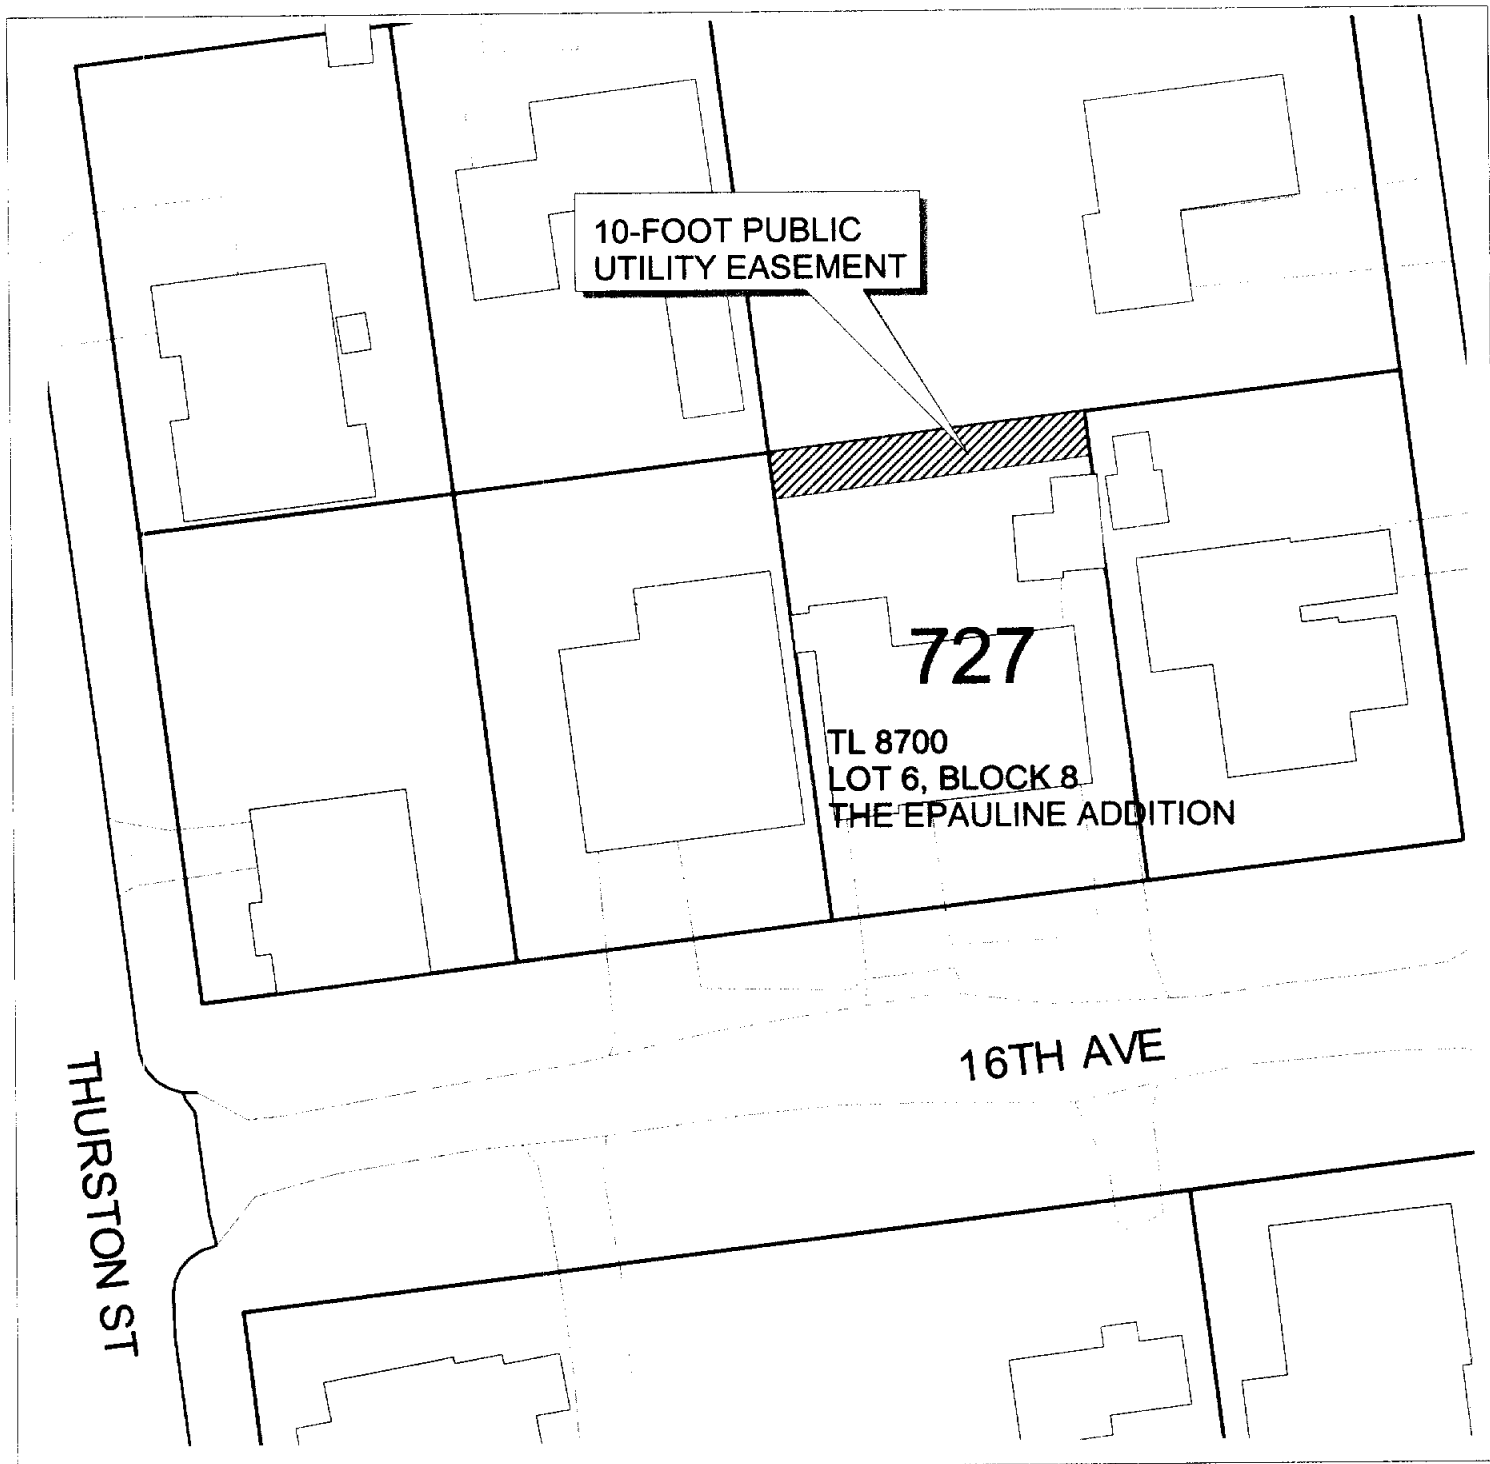 10-FOOT PUBLIC
UTILITY EASEMENT
727
TL 8700
LOT 6, BLOCK 8
THE EPAULINE ADDITION
16TH AVE
THURSTON ST